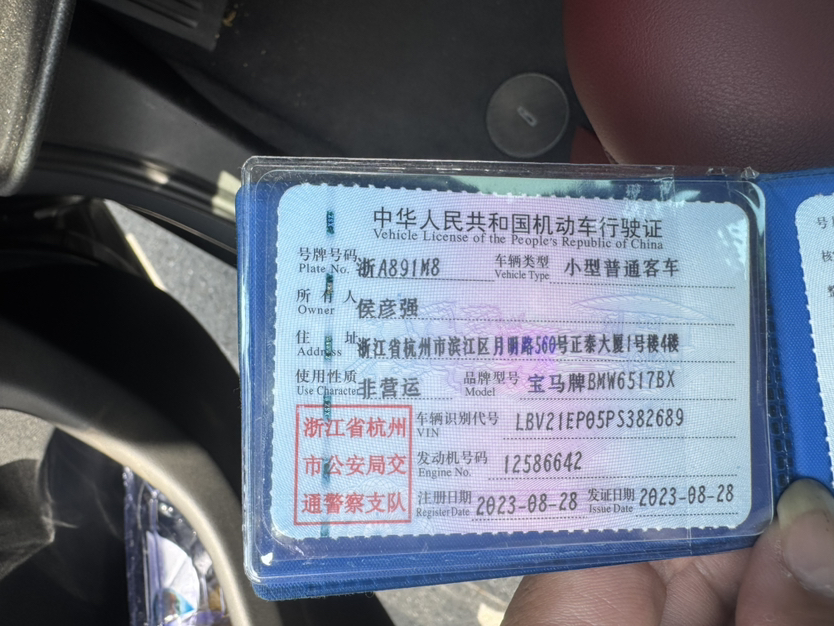 中华人民共和国机动车行驶证
Vehicle License of the People's Republic of China
号牌号码 浙A891M8 车辆类型 小型普通客车
Plate No. Vehicle Type
所有人 侯彦强
Owner
住址 浙江省杭州市滨江区月明路560号正泰大厦1号楼4楼
Address
使用性质 非营运 品牌型号 宝马牌BMW6517BX
Use Character Model
浙江省杭州
市公安局交
通警察支队
车辆识别代号 LBV21EP05PS382689
VIN
发动机号码 12586642
Engine No.
注册日期 2023-08-28 发证日期 2023-08-28
Register Date Issue Date
号
核